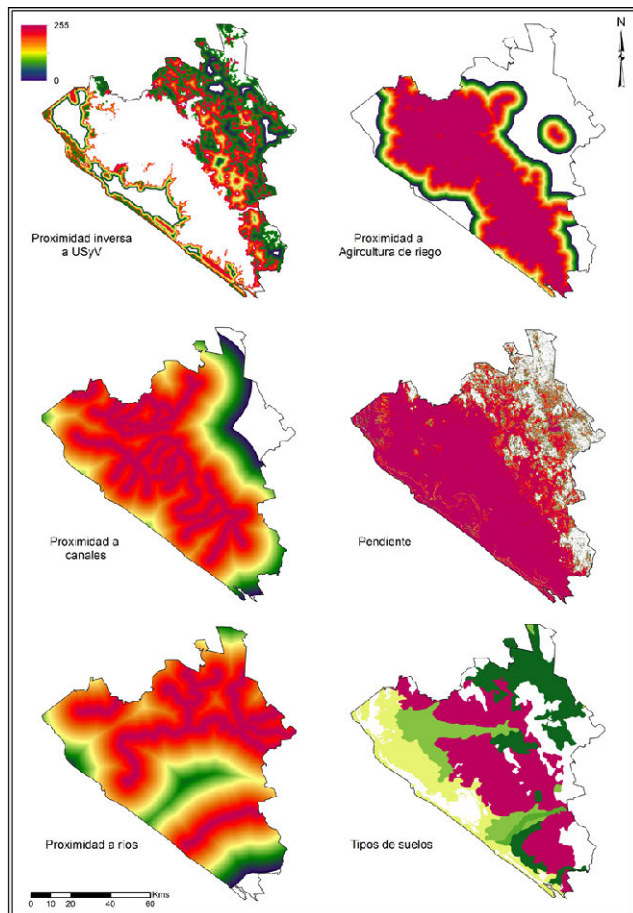 255
0
N
Proximidad inversa
a USyV
Proximidad a
Agircultura de riego
Proximidad a
canales
Pendiente
Proximidad a ríos
Tipos de suelos
Kms
0 10 20 40 60